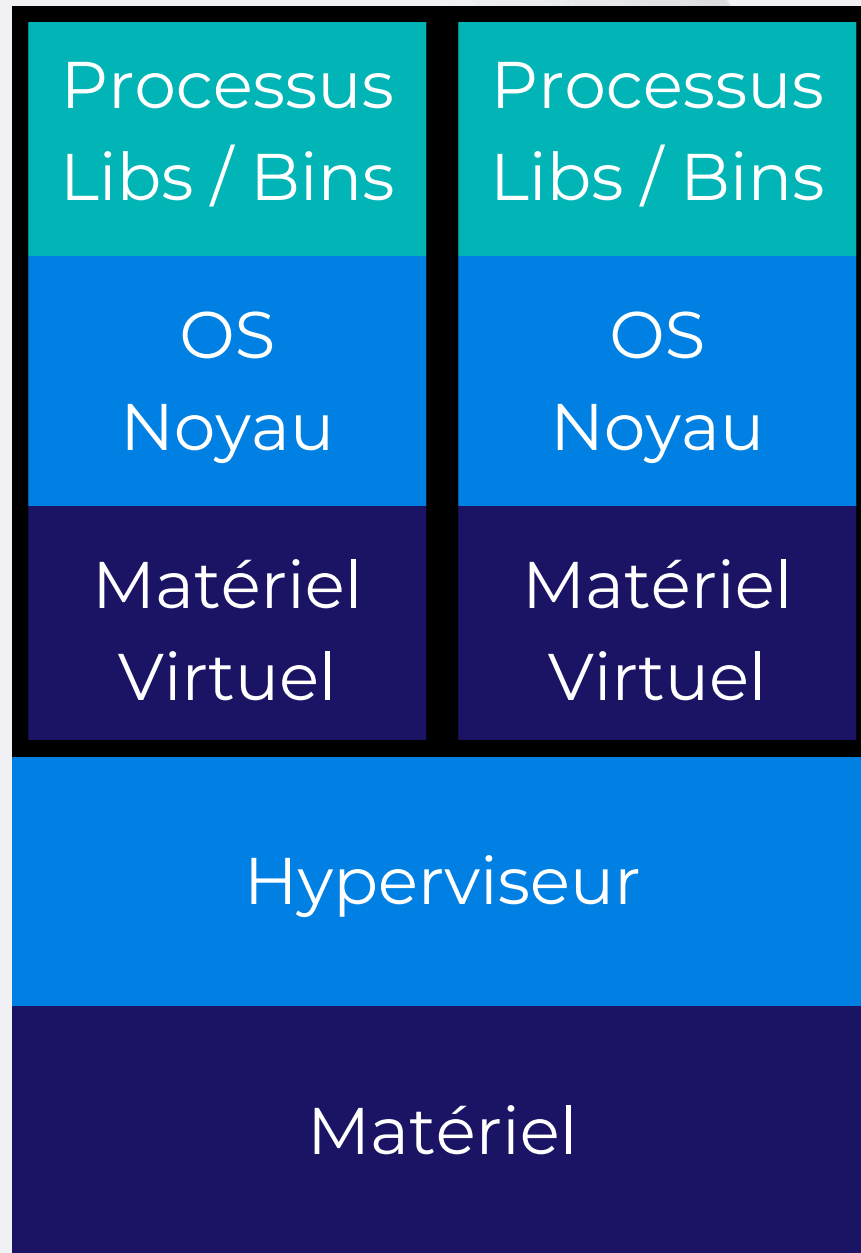 Processus
Libs / Bins
OS
Noyau
Matériel
Virtuel
Processus
Libs / Bins
OS
Noyau
Matériel
Virtuel
Hyperviseur
Matériel